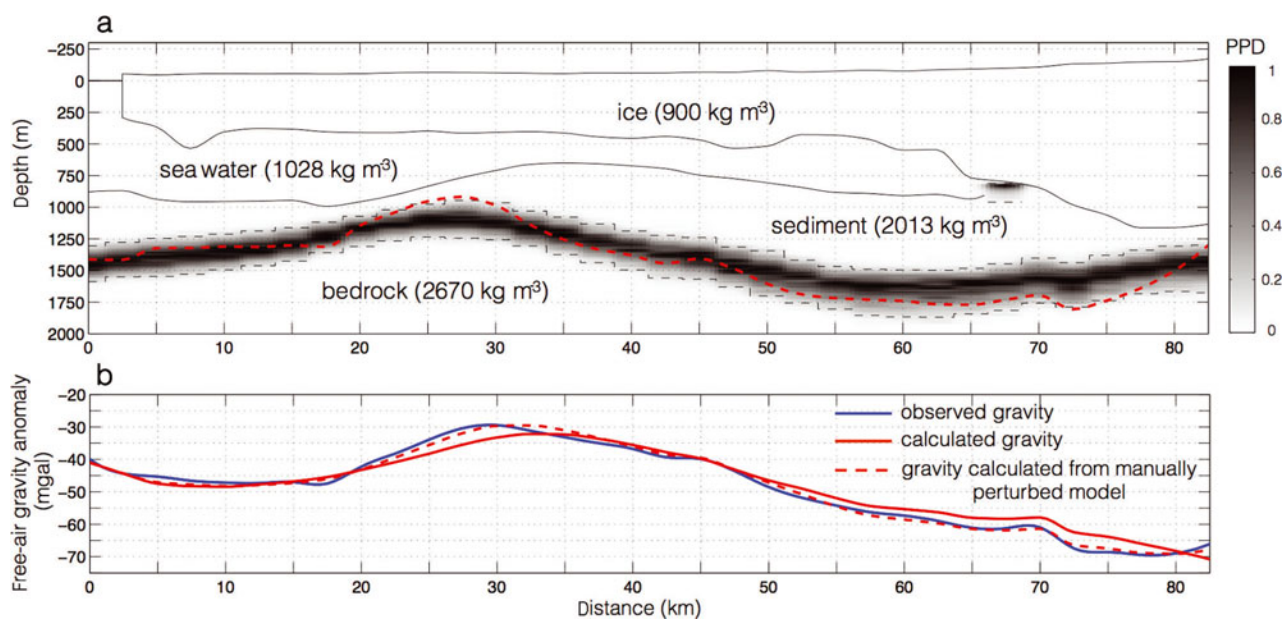 a
PPD
ice (900 kg m³)
sea water (1028 kg m³)
sediment (2013 kg m³)
bedrock (2670 kg m³)
Depth (m)
−250
0
250
500
750
1000
1250
1500
1750
2000
0 10 20 30 40 50 60 70 80
1
0.8
0.6
0.4
0.2
0
b
Free-air gravity anomaly
(mgal)
−20
−30
−40
−50
−60
−70
observed gravity
calculated gravity
gravity calculated from manually
perturbed model
0 10 20 30 40 50 60 70 80
Distance (km)